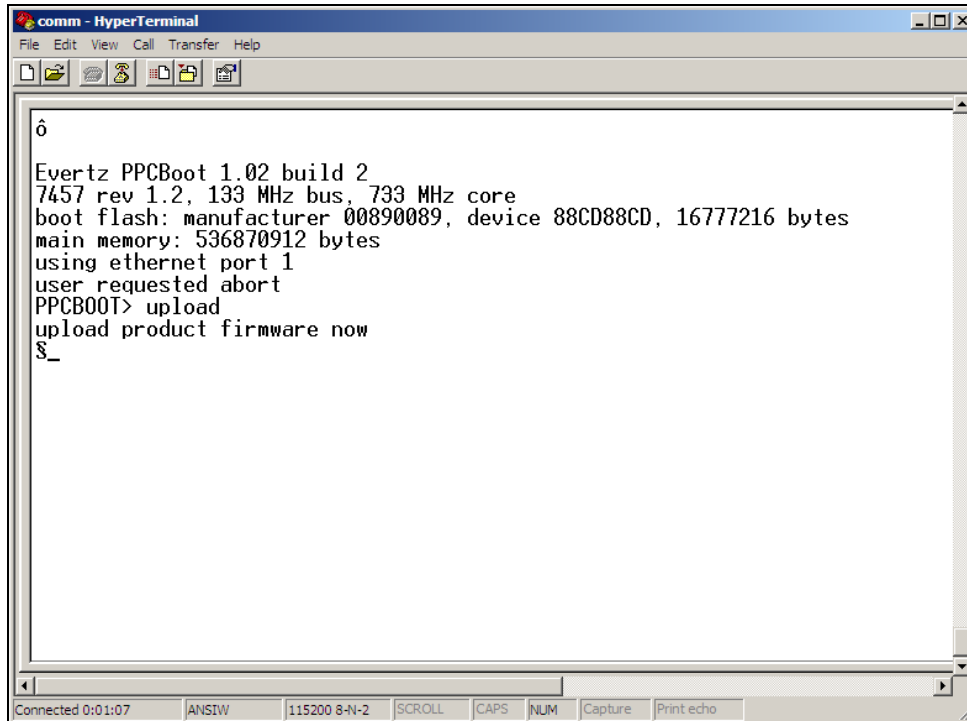 comm - HyperTerminal
File Edit View Call Transfer Help
ô
Evertz PPCBoot 1.02 build 2
7457 rev 1.2, 133 MHz bus, 733 MHz core
boot flash: manufacturer 00890089, device 88CD88CD, 16777216 bytes
main memory: 536870912 bytes
using ethernet port 1
user requested abort
PPCBOOT> upload
upload product firmware now
§_
Connected 0:01:07 ANSIW 115200 8-N-2 SCROLL CAPS NUM Capture Print echo